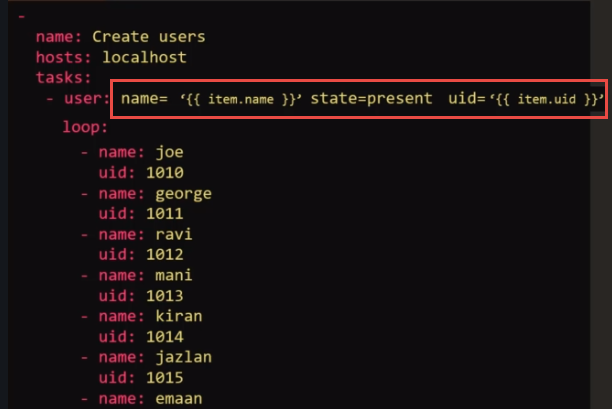 -
name: Create users
hosts: localhost
tasks:
- user: name= ‘{{ item.name }}’ state=present uid=‘{{ item.uid }}’
loop:
- name: joe
uid: 1010
- name: george
uid: 1011
- name: ravi
uid: 1012
- name: mani
uid: 1013
- name: kiran
uid: 1014
- name: jazlan
uid: 1015
- name: emaan